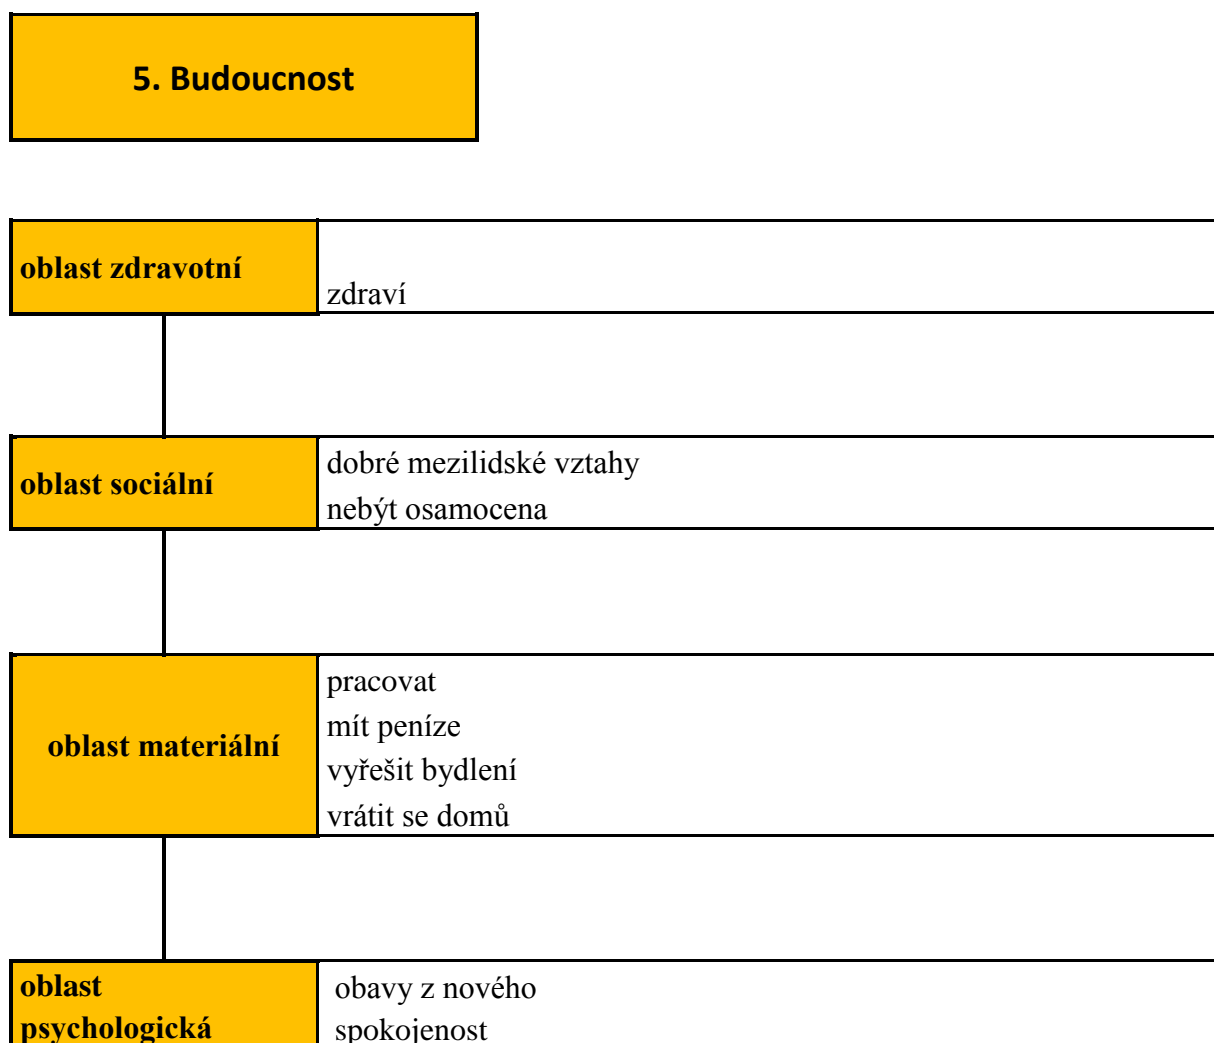 5. Budoucnost
oblast zdravotní
zdraví
oblast sociální
dobré mezilidské vztahy
nebýt osamocena
oblast materiální
pracovat
mít peníze
vyřešit bydlení
vrátit se domů
oblast
psychologická
obavy z nového
spokojenost